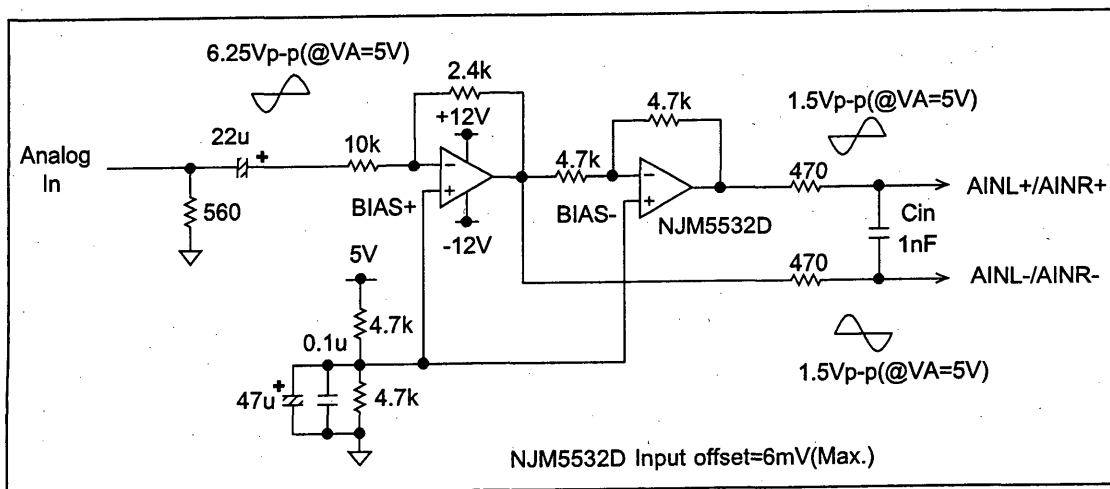 6.25Vp-p(@VA=5V)
2.4k
4.7k
1.5Vp-p(@VA=5V)
+12V
22u
+
10k
Analog
In
−
+
4.7k
−
+
470
AINL+/AINR+
560
BIAS+
BIAS-
NJM5532D
Cin
1nF
-12V
5V
470
AINL-/AINR-
4.7k
0.1u
1.5Vp-p(@VA=5V)
+
47u
4.7k
NJM5532D Input offset=6mV(Max.)